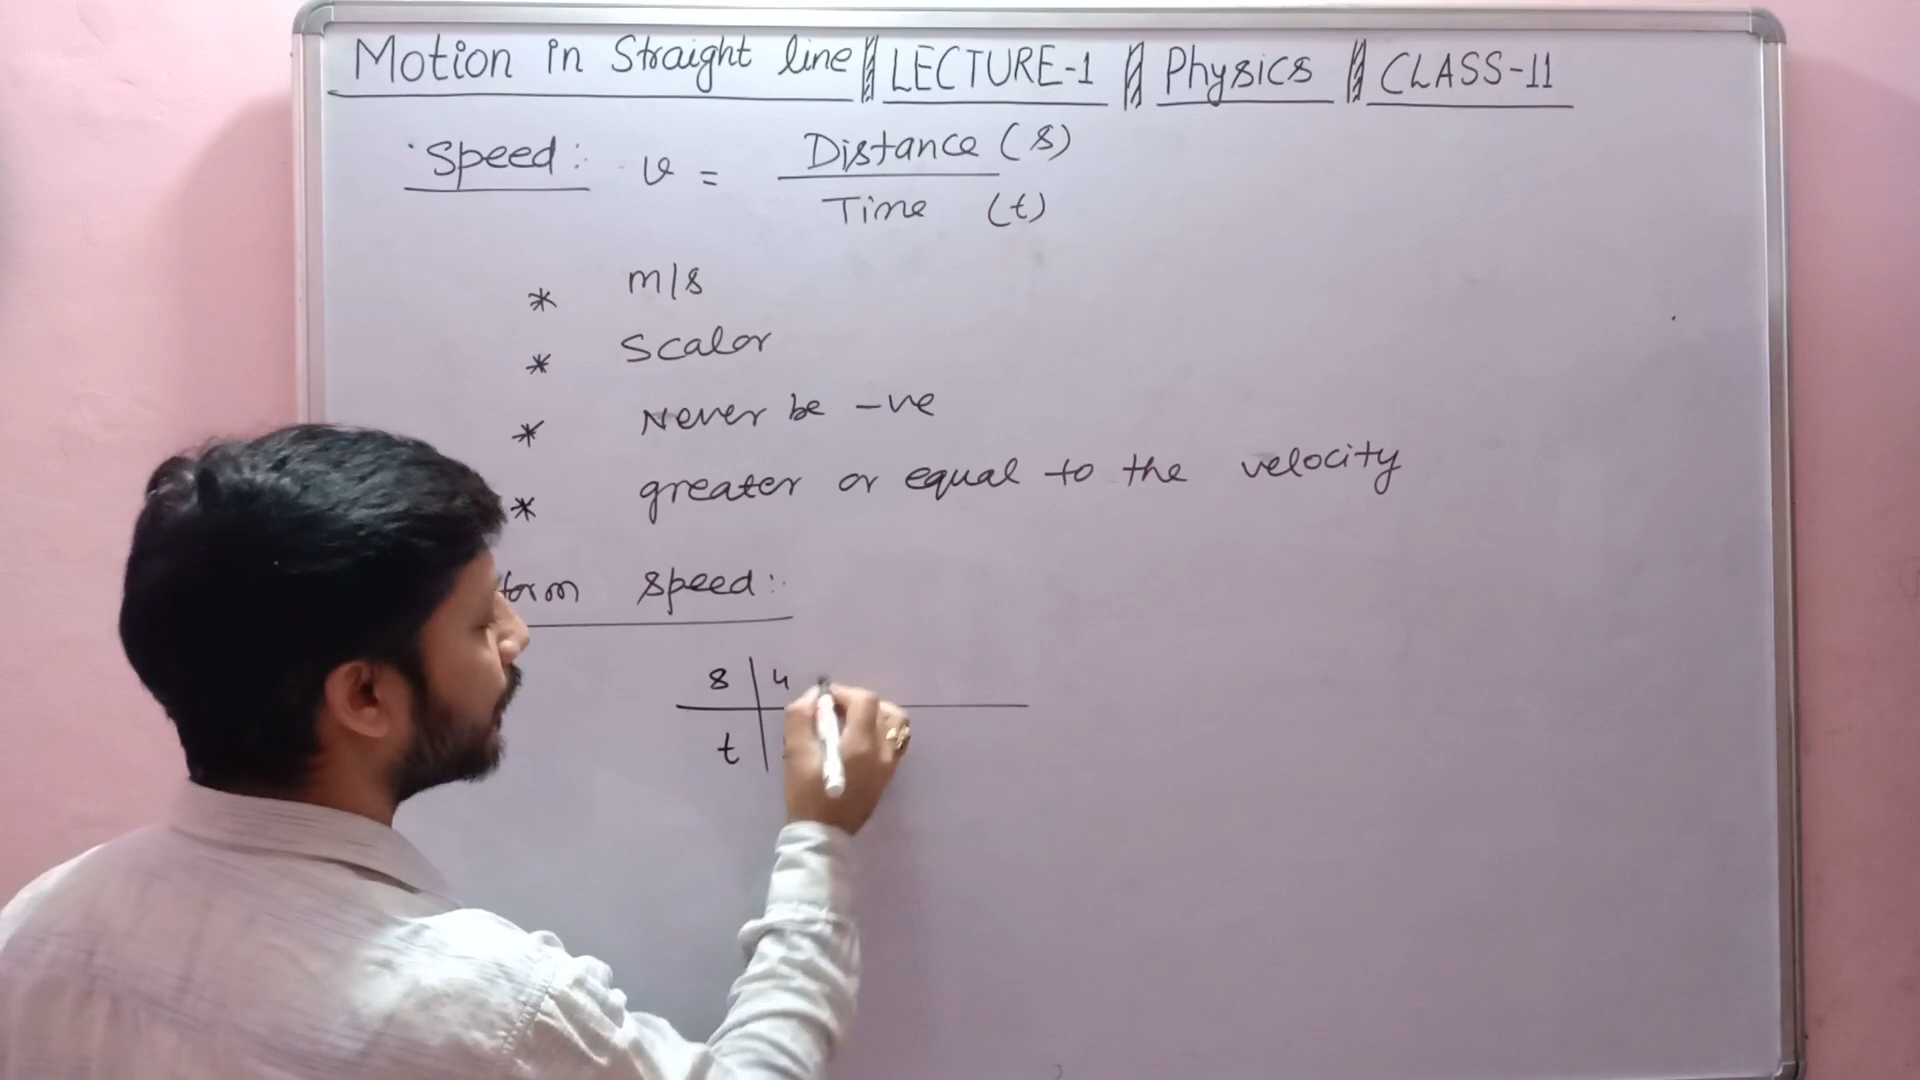 Motion in Straight line || LECTURE-1 || Physics || CLASS-11
Speed: v = Distance (s)
Time (t)
* m/s
* Scalor
* Never be -ve
* greater or equal to the velocity
form speed:
s 4
t